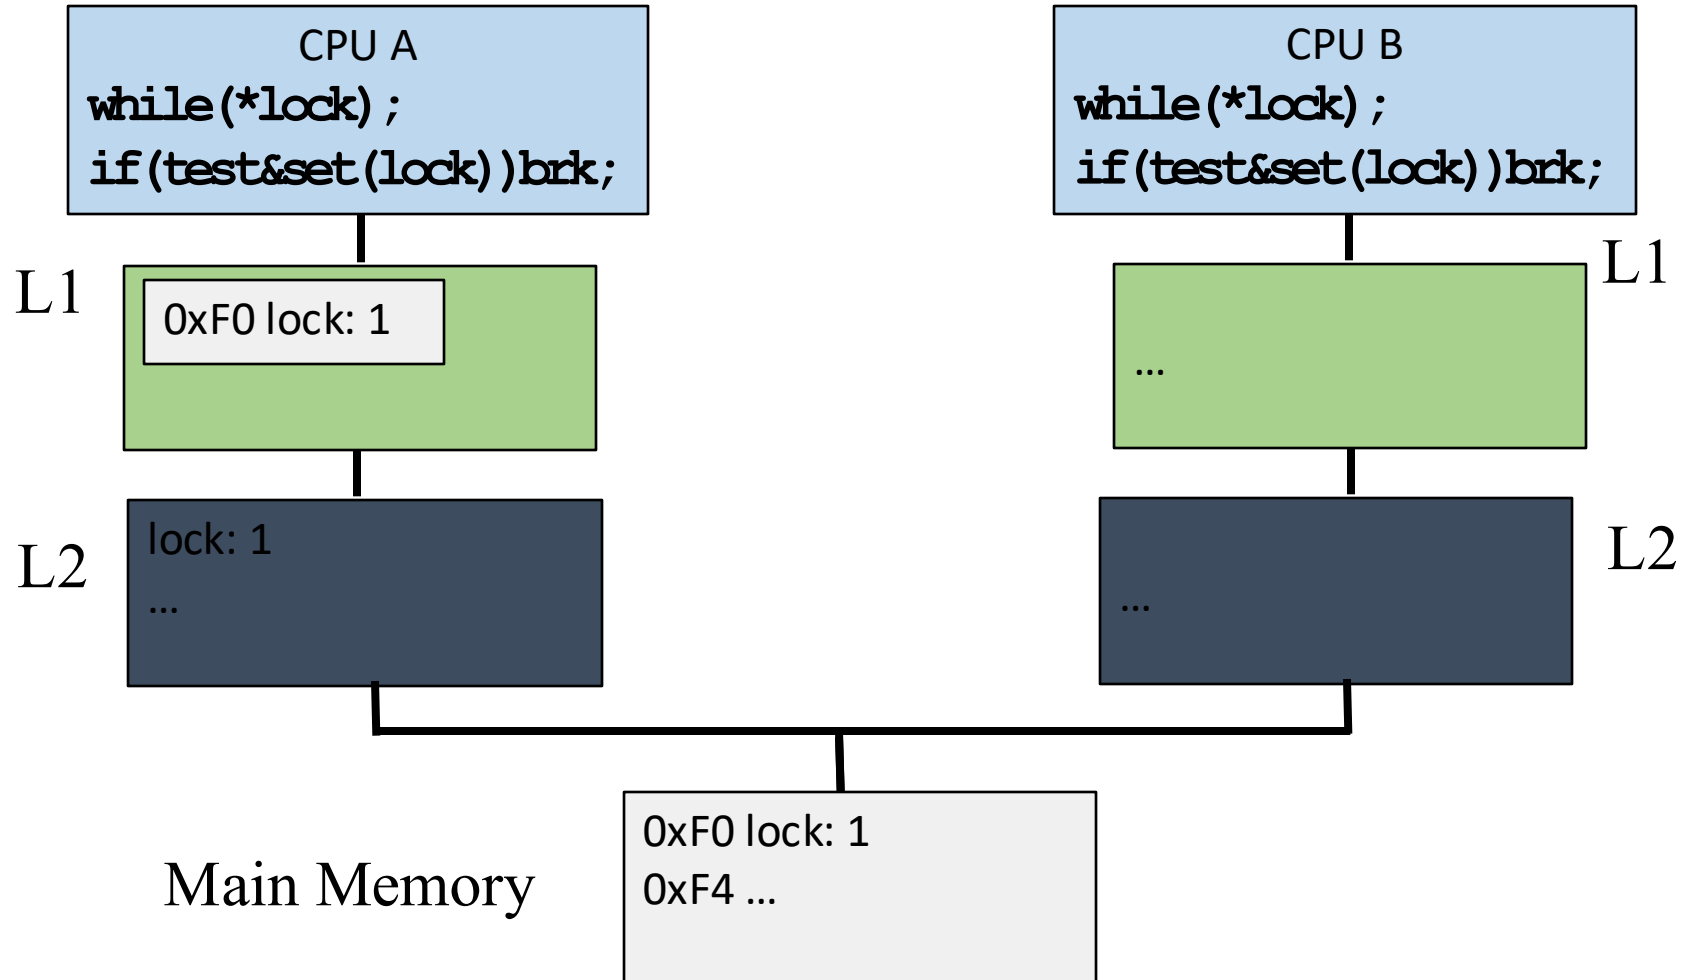 CPU A
while(*lock);
if(test&set(lock))brk;
CPU B
while(*lock);
if(test&set(lock))brk;
L1
0xF0 lock: 1
...
L1
L2
lock: 1
...
...
L2
Main Memory
0xF0 lock: 1
0xF4 ...